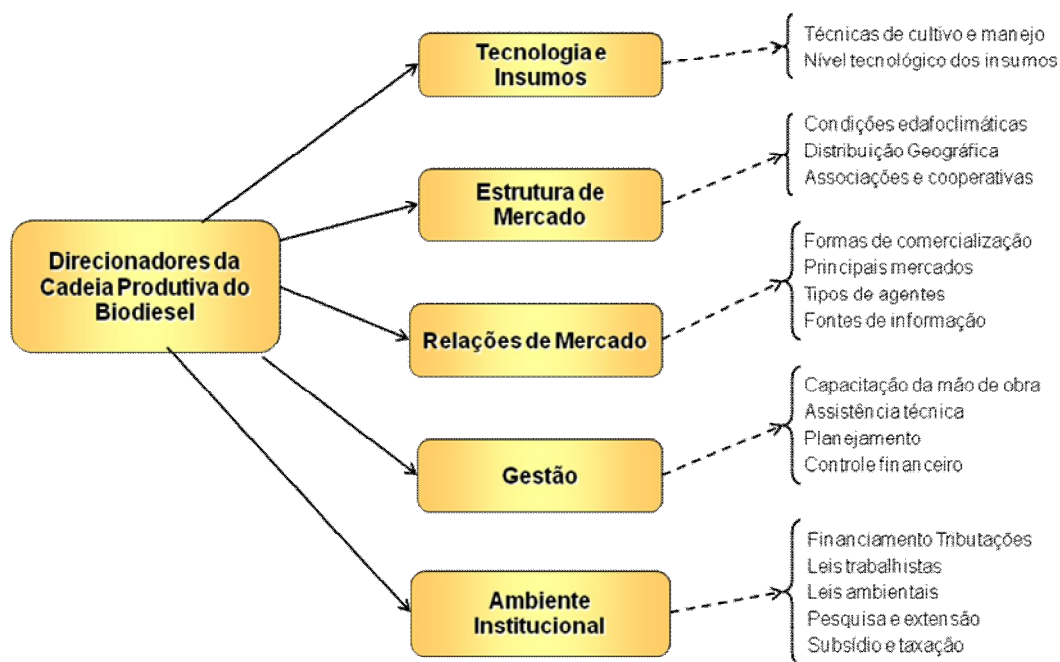 Direcionadores da
Cadeia Produtiva do
Biodiesel
Tecnologia e
Insumos
Técnicas de cultivo e manejo
Nível tecnológico dos insumos
Estrutura de
Mercado
Condições edafoclimáticas
Distribuição Geográfica
Associações e cooperativas
Relações de Mercado
Formas de comercialização
Principais mercados
Tipos de agentes
Fontes de informação
Gestão
Capacitação da mão de obra
Assistência técnica
Planejamento
Controle financeiro
Ambiente
Institucional
Financiamento Tributações
Leis trabalhistas
Leis ambientais
Pesquisa e extensão
Subsídio e taxação